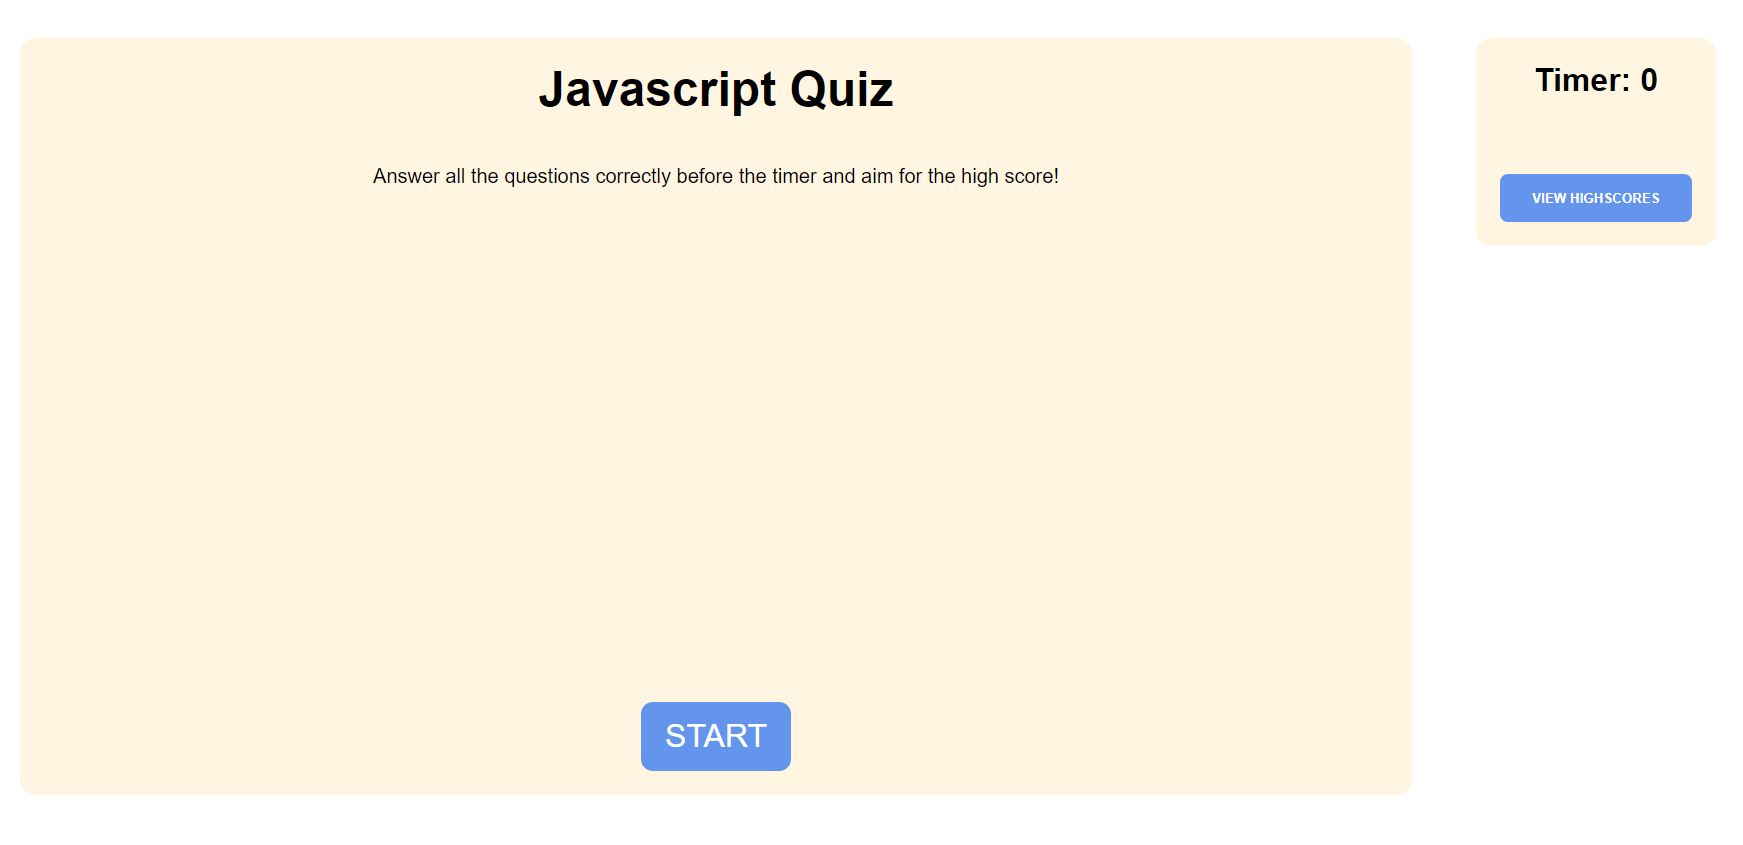 Javascript Quiz
Answer all the questions correctly before the timer and aim for the high score!
START
Timer: 0
VIEW HIGHSCORES